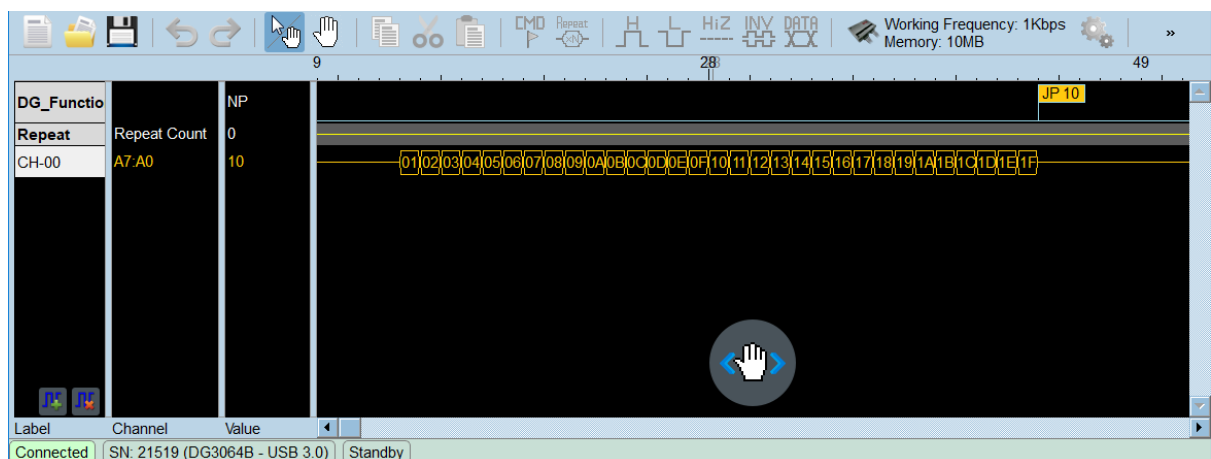 CMD Repeat H L HiZ INV DATA Working Frequency: 1Kbps »
xN Memory: 10MB
9 28 49
DG_Functio NP JP 10
Repeat Repeat Count 0
CH-00 A7:A0 10 01 02 03 04 05 06 07 08 09 0A 0B 0C 0D 0E 0F 10 11 12 13 14 15 16 17 18 19 1A 1B 1C 1D 1E 1F
Label Channel Value
Connected SN: 21519 (DG3064B - USB 3.0) Standby